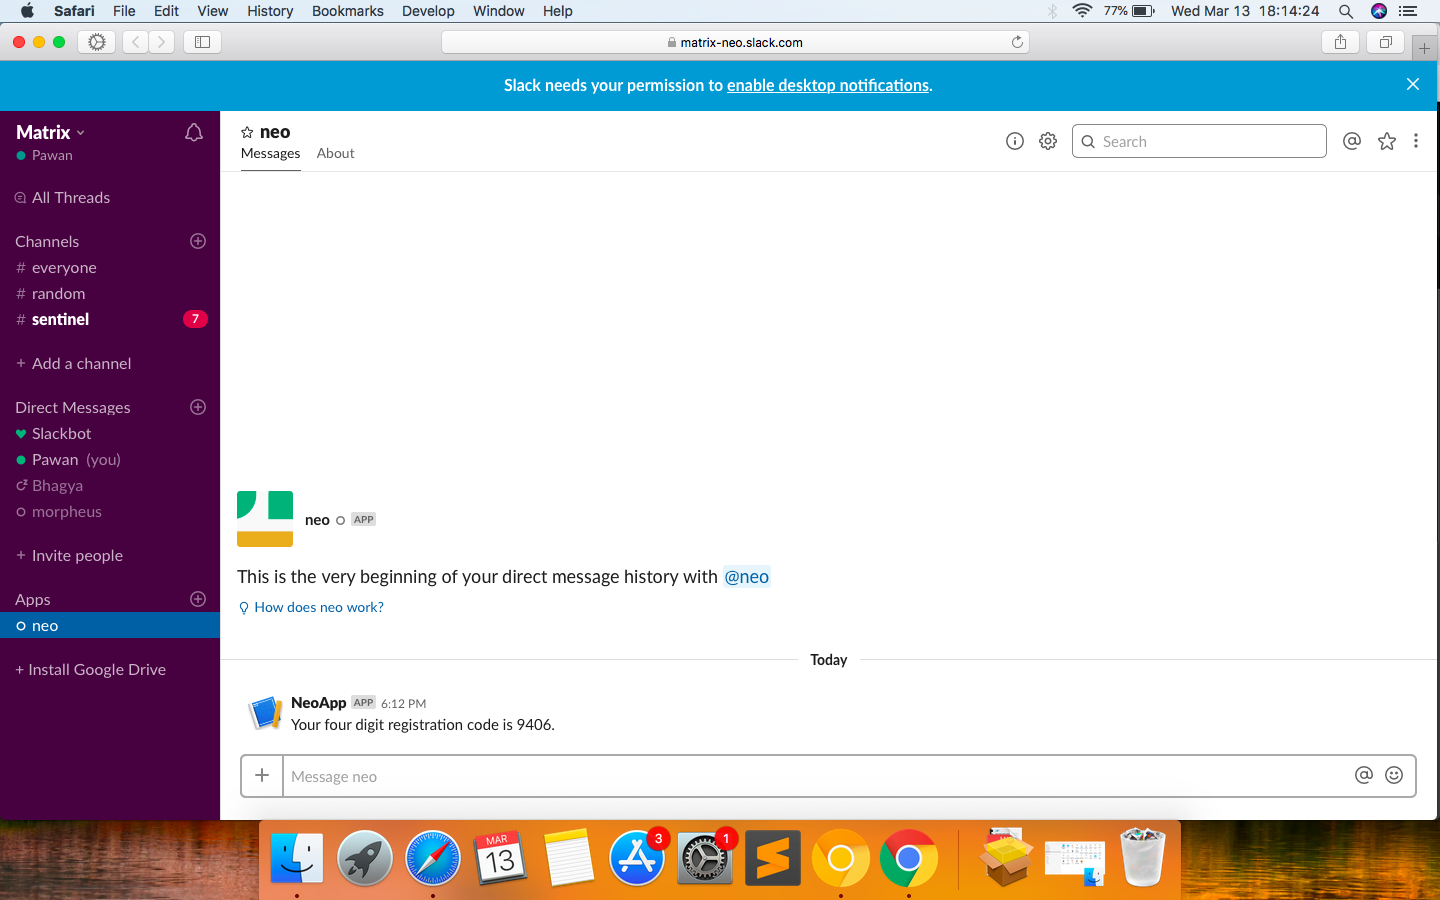 Safari File Edit View History Bookmarks Develop Window Help 77% Wed Mar 13 18:14:24
matrix-neo.slack.com
Slack needs your permission to enable desktop notifications.
Matrix
Pawan
All Threads
Channels
# everyone
# random
# sentinel 7
+ Add a channel
Direct Messages
Slackbot
Pawan (you)
Bhagya
morpheus
+ Invite people
Apps
neo
+ Install Google Drive
neo
Messages About
Search
neo APP
This is the very beginning of your direct message history with @neo
How does neo work?
Today
NeoApp APP 6:12 PM
Your four digit registration code is 9406.
Message neo
MAR
13
3
1